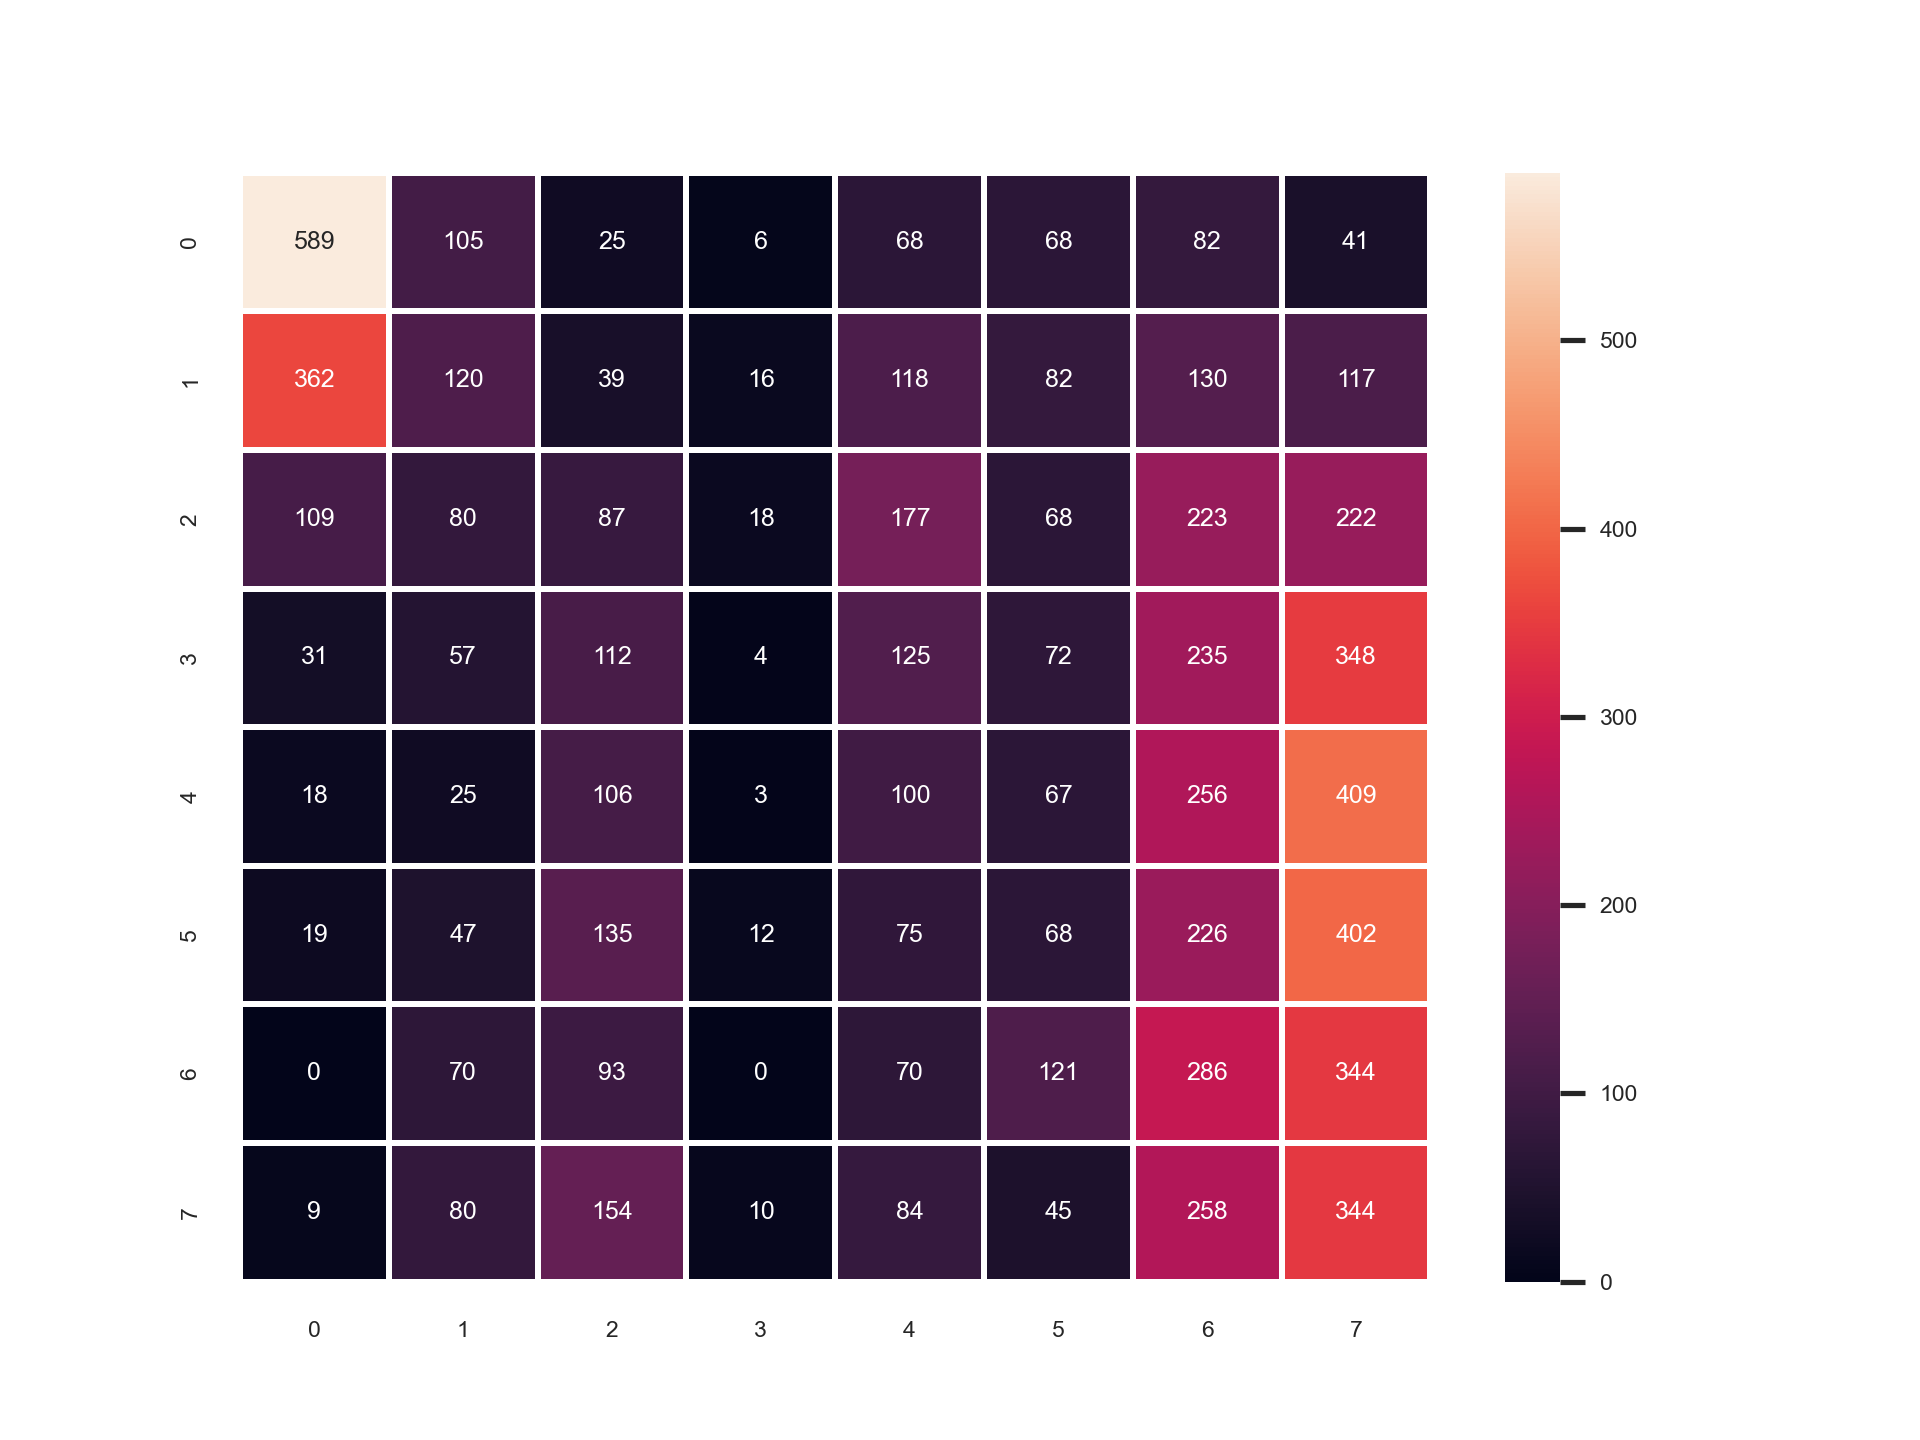 0 589 105 25 6 68 68 82 41
500
1 362 120 39 16 118 82 130 117
2 109 80 87 18 177 68 223 222
400
3 31 57 112 4 125 72 235 348
300
4 18 25 106 3 100 67 256 409
200
5 19 47 135 12 75 68 226 402
6 0 70 93 0 70 121 286 344
100
7 9 80 154 10 84 45 258 344
0
0 1 2 3 4 5 6 7